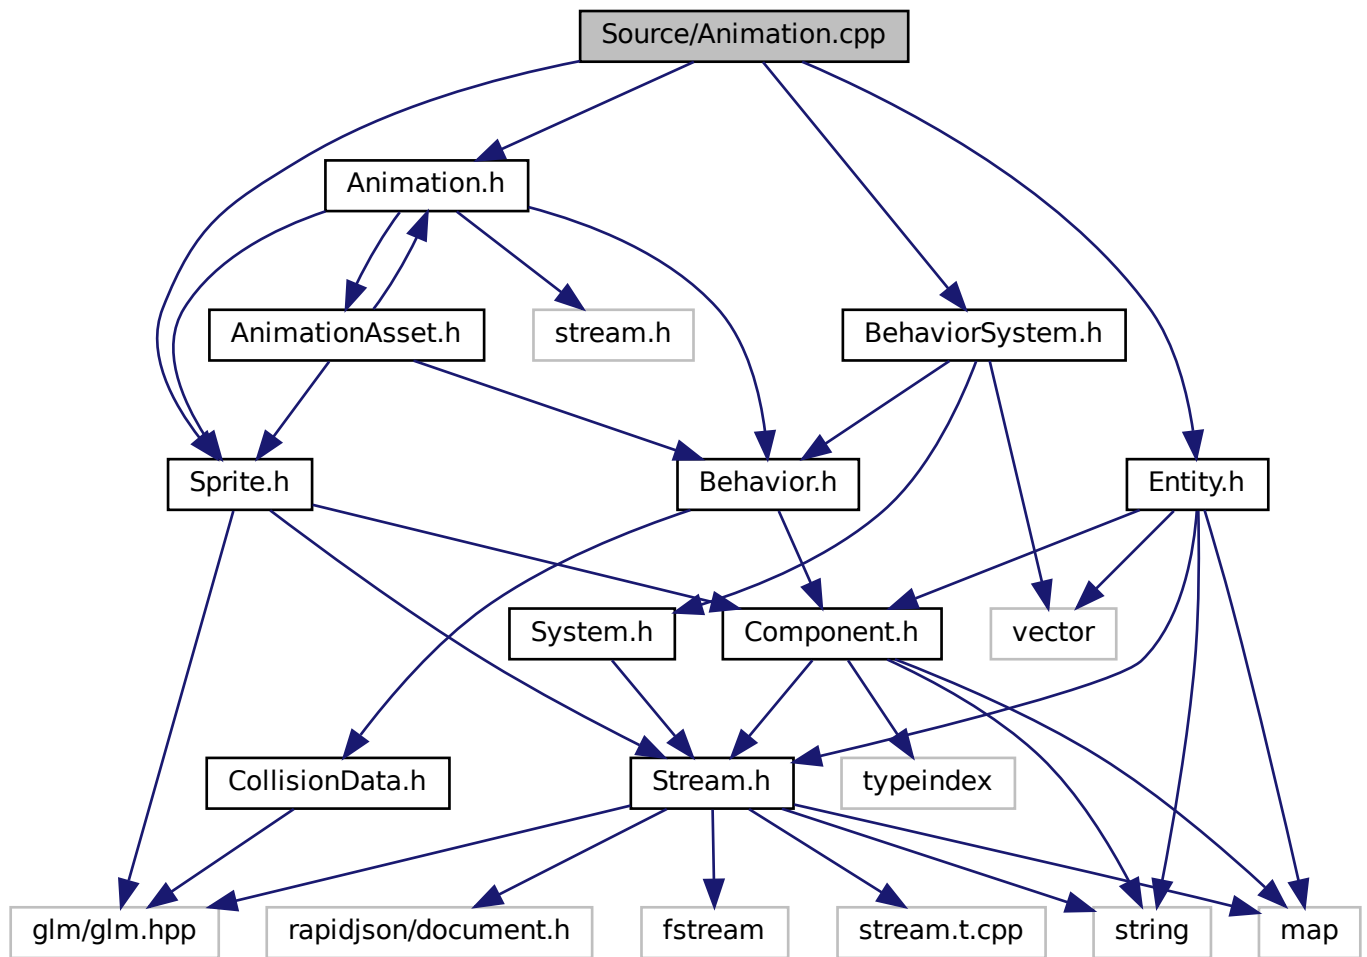 Source/Animation.cpp
Animation.h
AnimationAsset.h
stream.h
BehaviorSystem.h
Sprite.h
Behavior.h
Entity.h
System.h
Component.h
vector
CollisionData.h
Stream.h
typeindex
glm/glm.hpp
rapidjson/document.h
fstream
stream.t.cpp
string
map